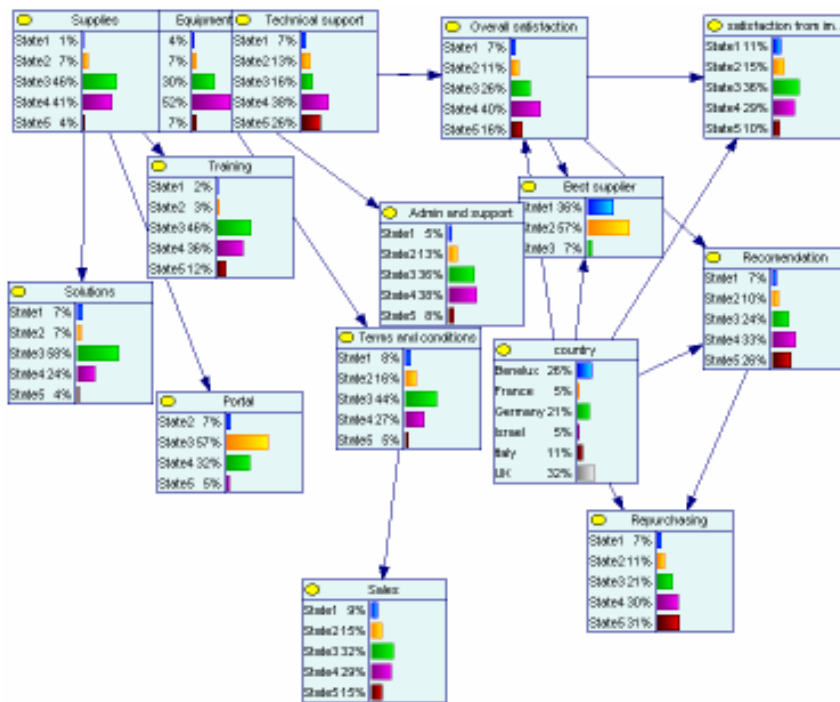 Supplies
State1 1%
State2 7%
State3 46%
State4 41%
State5 4%
Equipment
4%
7%
30%
52%
7%
Technical support
State1 7%
State2 13%
State3 16%
State4 38%
State5 26%
Overall satisfaction
State1 7%
State2 11%
State3 26%
State4 40%
State5 16%
satisfaction from im..
State1 11%
State2 15%
State3 36%
State4 29%
State5 10%
Training
State1 2%
State2 3%
State3 46%
State4 36%
State5 12%
Admin and support
State1 5%
State2 13%
State3 36%
State4 38%
State5 8%
Best supplier
State1 36%
State2 57%
State3 7%
Recomendation
State1 7%
State2 10%
State3 24%
State4 33%
State5 26%
Solutions
State1 7%
State2 7%
State3 58%
State4 24%
State5 4%
Terms and conditions
State1 8%
State2 16%
State3 44%
State4 27%
State5 6%
country
Benelux 26%
France 5%
Germany 21%
Israel 5%
Italy 11%
UK 32%
Portal
State2 7%
State3 57%
State4 32%
State5 5%
Repurchasing
State1 7%
State2 11%
State3 21%
State4 30%
State5 31%
Sales
State1 9%
State2 15%
State3 32%
State4 29%
State5 15%